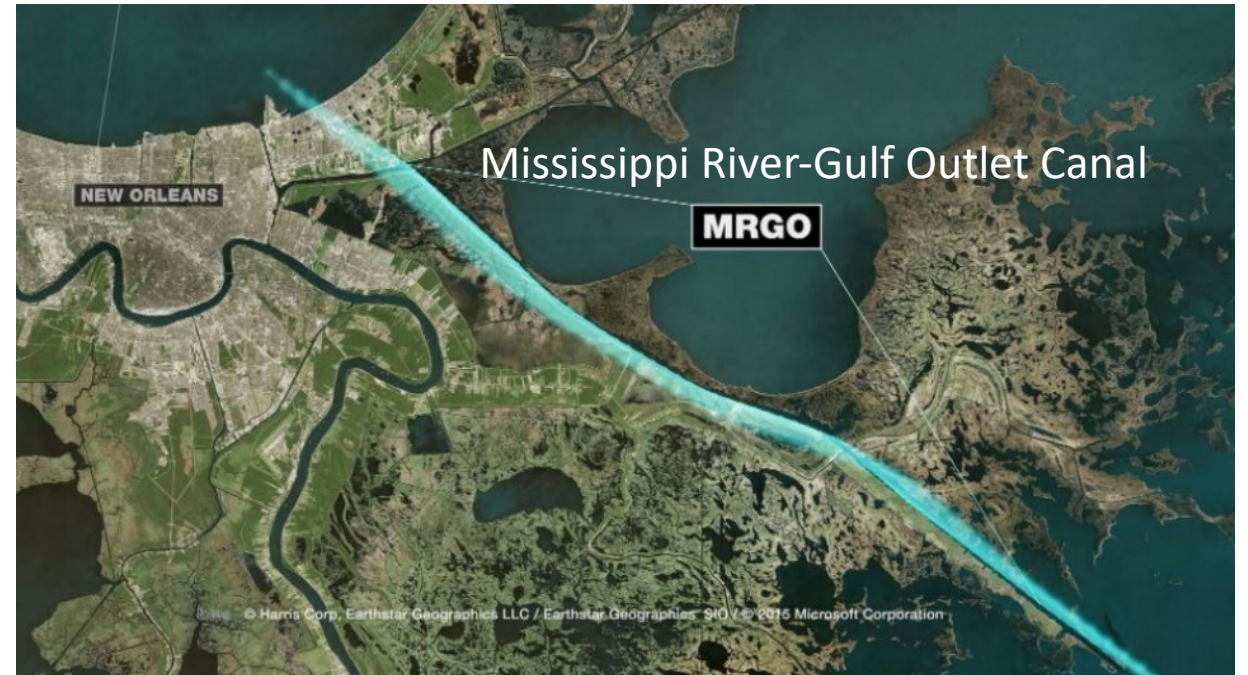 Mississippi River-Gulf Outlet Canal
NEW ORLEANS
MRGO
© Harris Corp, Earthstar Geographics LLC / Earthstar Geographics SIO / © 2015 Microsoft Corporation